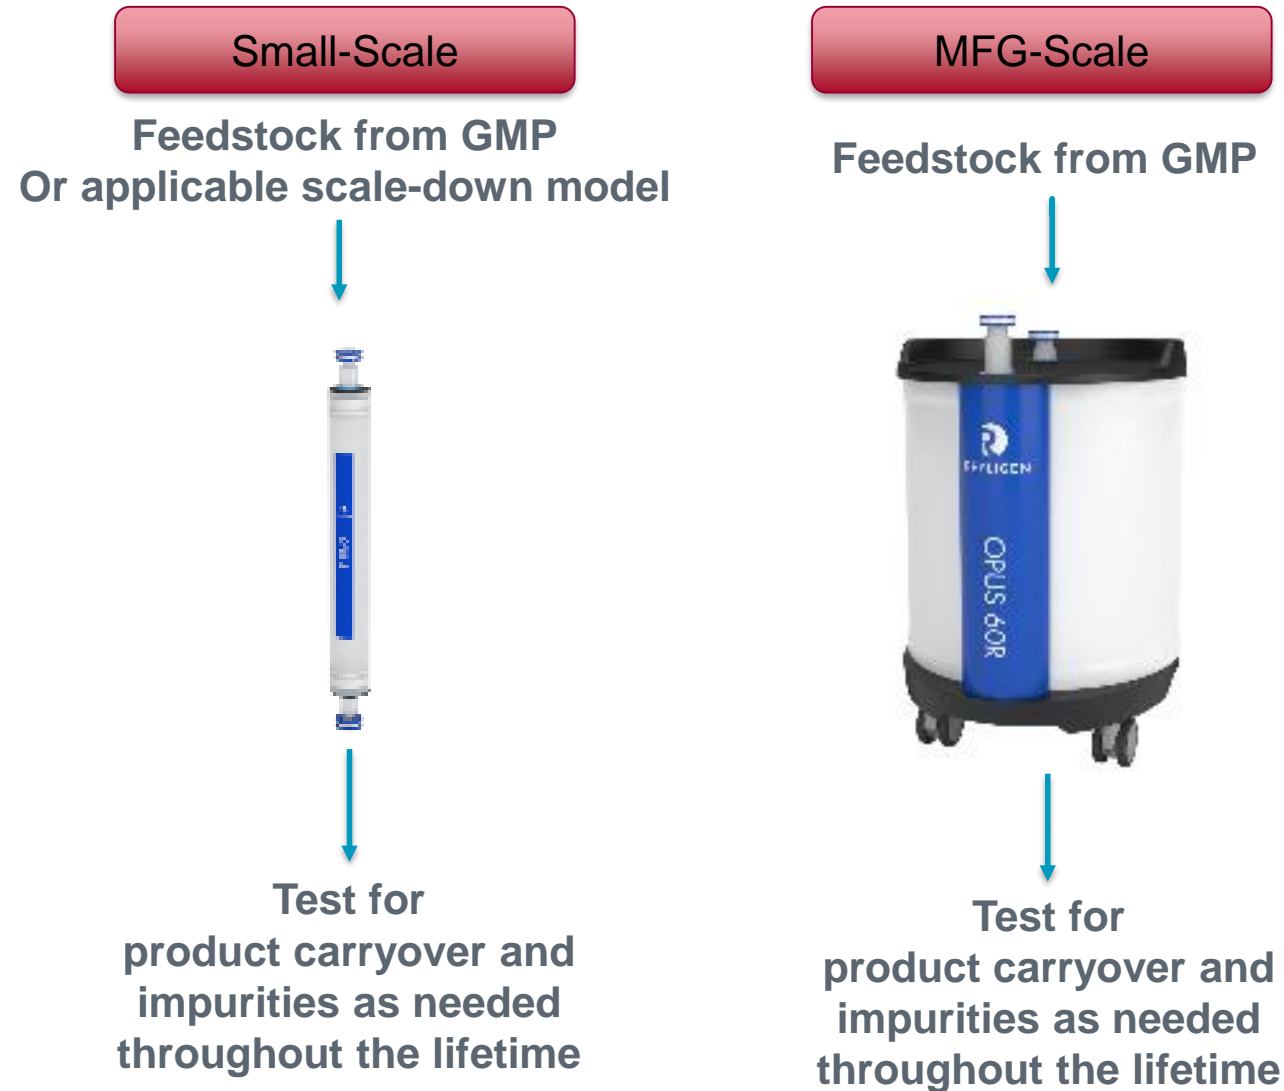 Small-Scale
Feedstock from GMP
Or applicable scale-down model
Test for
product carryover and
impurities as needed
throughout the lifetime
MFG-Scale
Feedstock from GMP
OPUS 60R
Test for
product carryover and
impurities as needed
throughout the lifetime